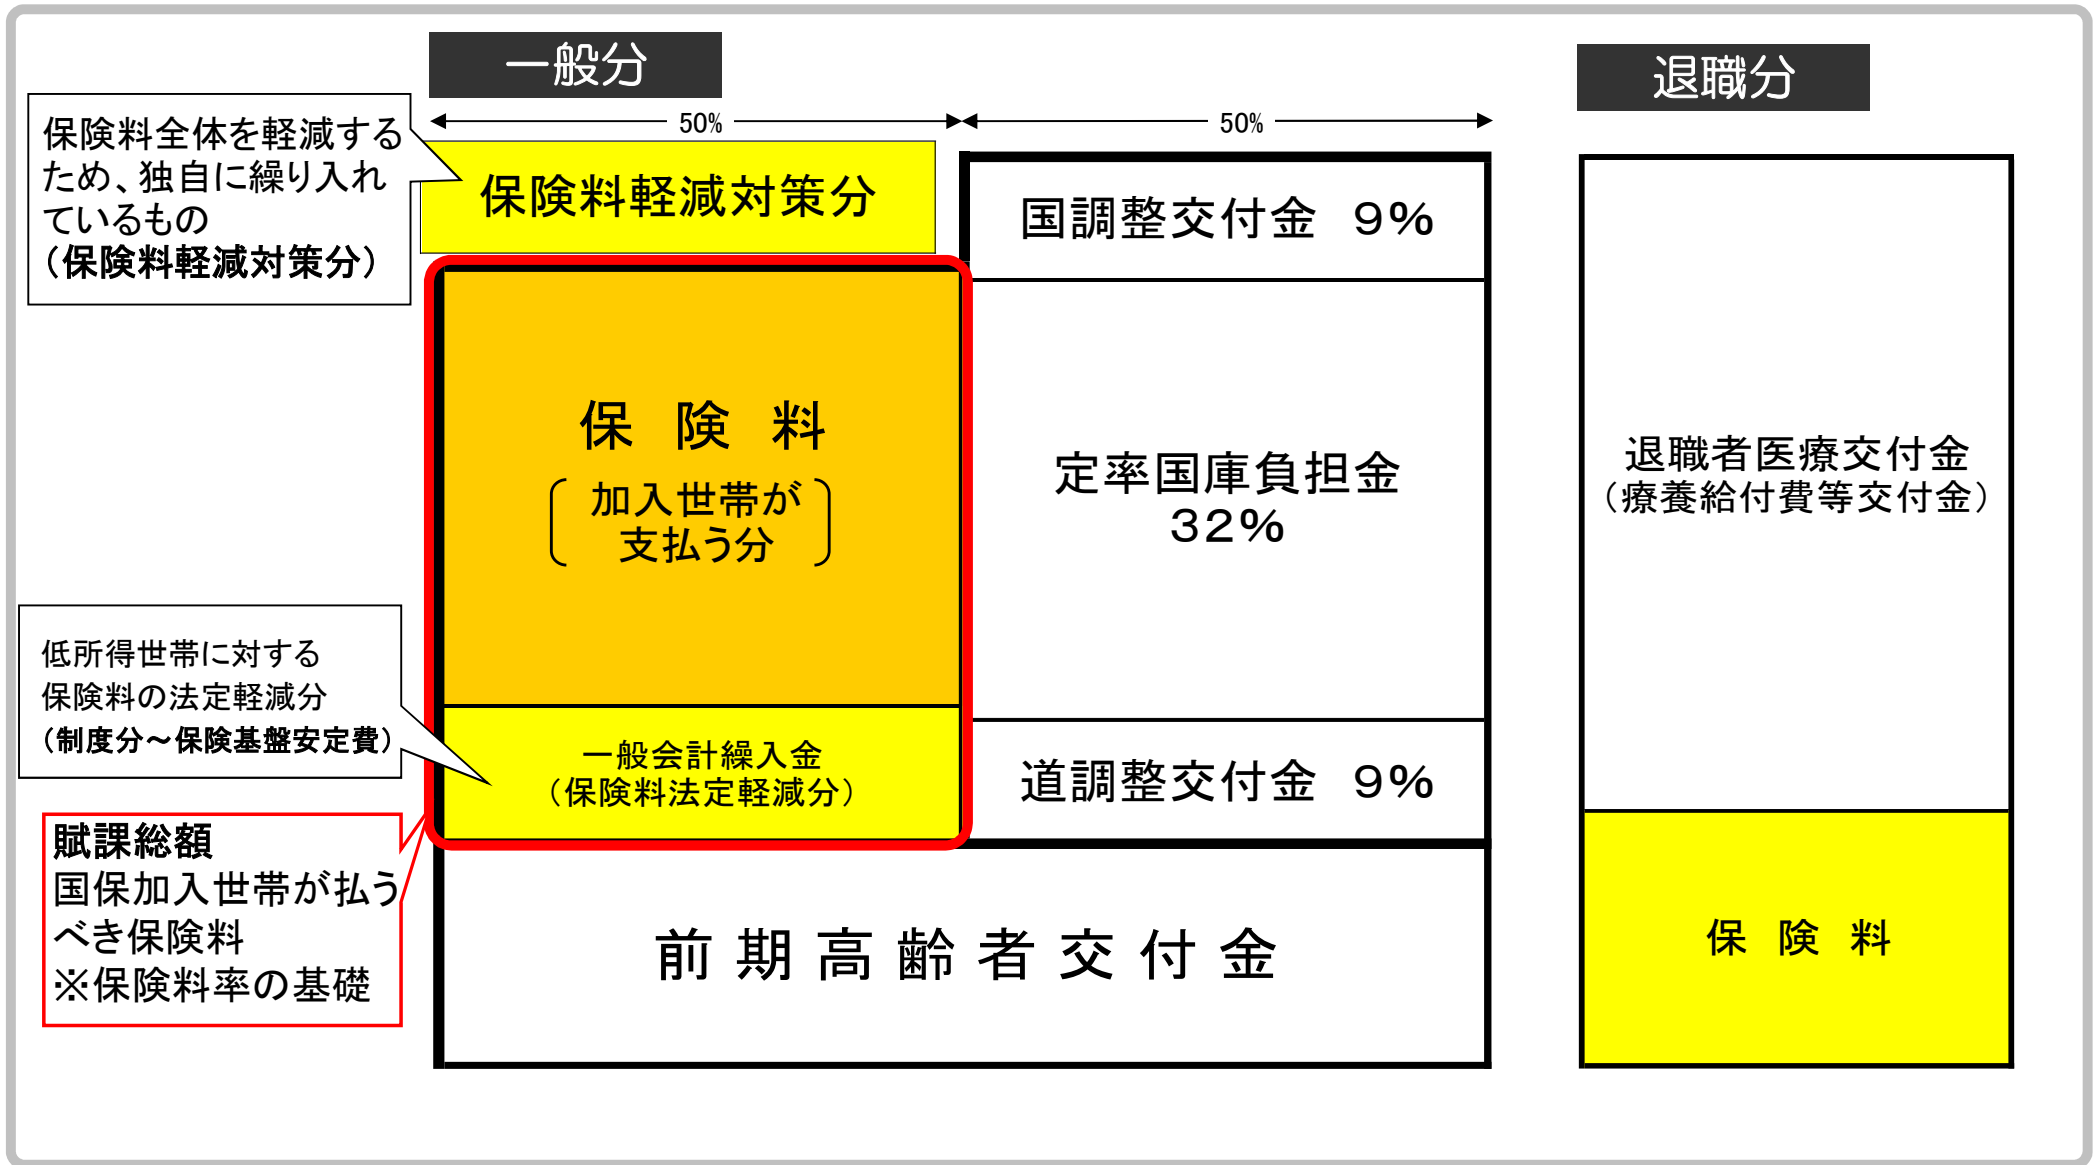 一般分
退職分
50%
50%
保険料全体を軽減する
ため、独自に繰り入れ
ているもの
（保険料軽減対策分）
保険料軽減対策分
国調整交付金　９％
保　険　料
加入世帯が
支払う分
定率国庫負担金
３２％
退職者医療交付金
（療養給付費等交付金）
低所得世帯に対する
保険料の法定軽減分
（制度分～保険基盤安定費）
一般会計繰入金
（保険料法定軽減分）
道調整交付金　９％
賦課総額
国保加入世帯が払う
べき保険料
※保険料率の基礎
前期高齢者交付金
保　険　料